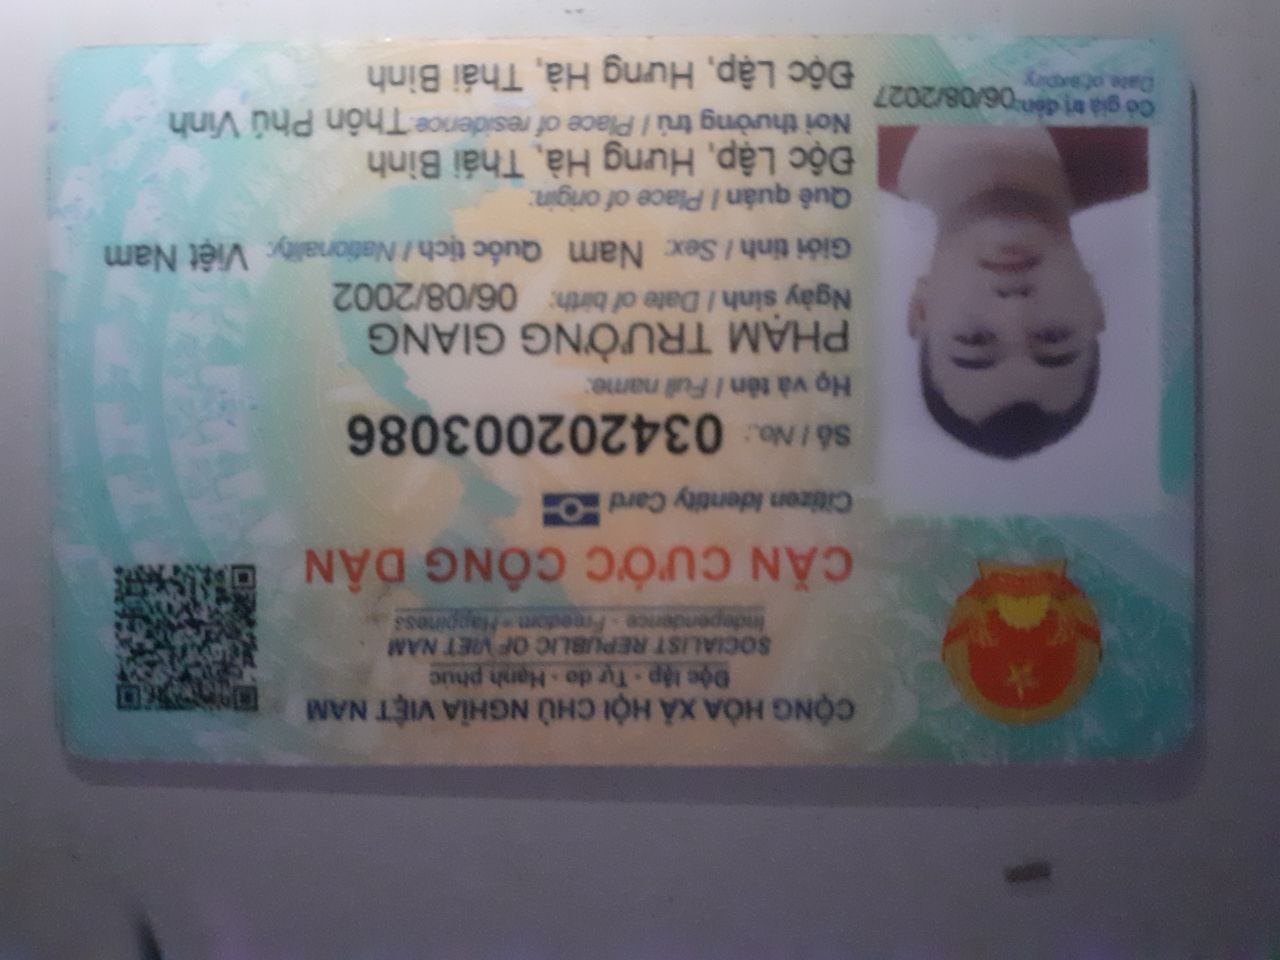 CỘNG HÒA XÃ HỘI CHỦ NGHĨA VIỆT NAM
Độc lập - Tự do - Hạnh phúc
SOCIALIST REPUBLIC OF VIET NAM
Independence - Freedom - Happiness
CĂN CƯỚC CÔNG DÂN
Citizen Identity Card
Số / No.: 034202003086
Họ và tên / Full name:
PHẠM TRƯỜNG GIANG
Ngày sinh / Date of birth: 06/08/2002
Giới tính / Sex: Nam Quốc tịch / Nationality: Việt Nam
Quê quán / Place of origin:
Độc Lập, Hưng Hà, Thái Bình
Nơi thường trú / Place of residence: Thôn Phú Vinh
Độc Lập, Hưng Hà, Thái Bình
Có giá trị đến: 06/08/2027
Date of expiry